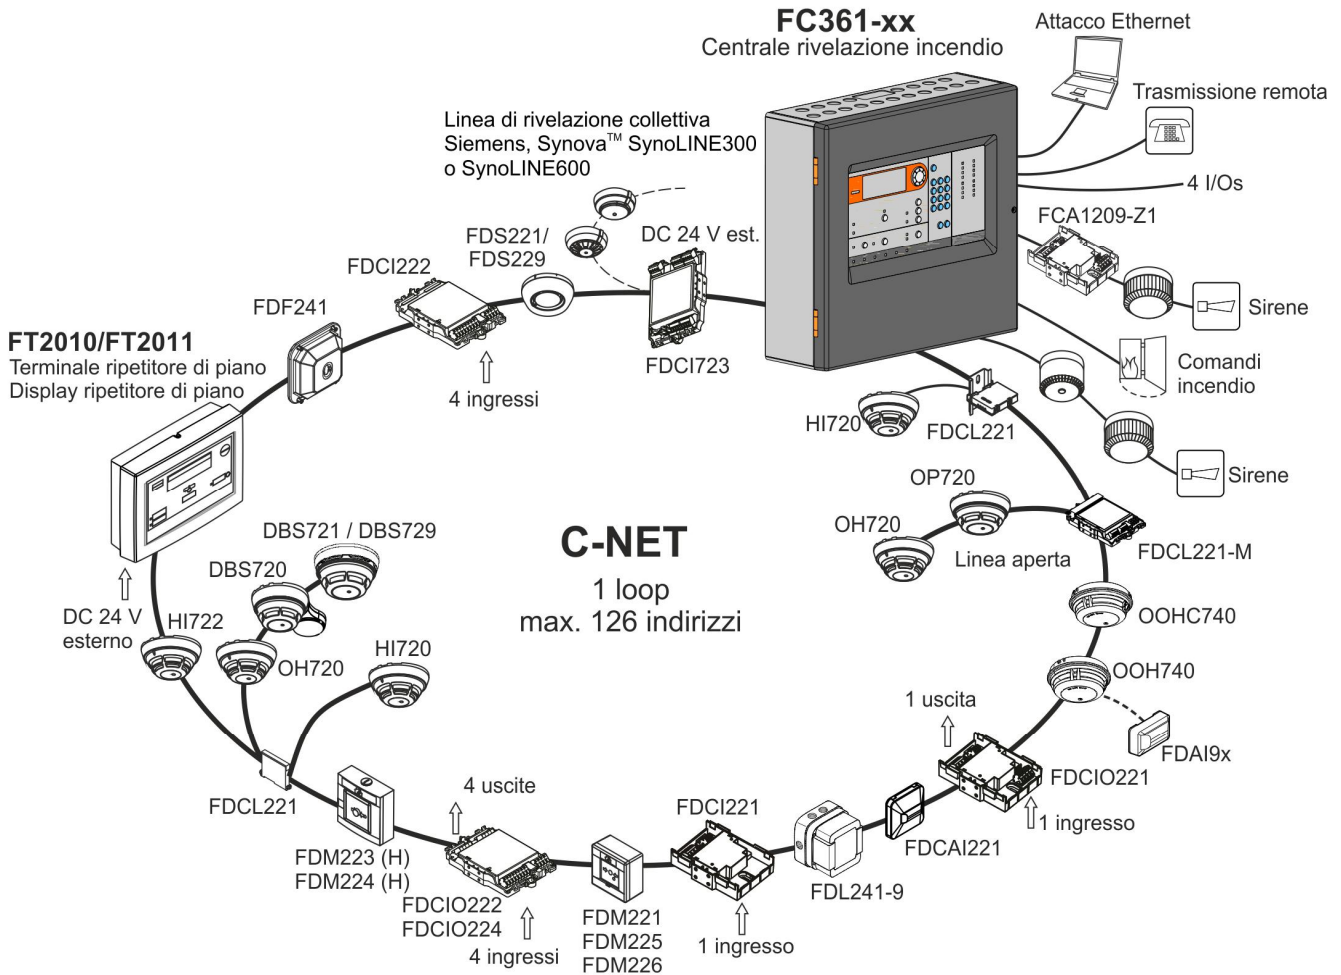 FC361-xx
Centrale rivelazione incendio
Attacco Ethernet
Trasmissione remota
4 I/Os
FCA1209-Z1
Sirene
Comandi
incendio
Sirene
Linea di rivelazione collettiva
Siemens, Synova™ SynoLINE300
o SynoLINE600
FDS221/
FDS229
DC 24 V est.
FDCI723
FDCI222
4 ingressi
FDF241
FT2010/FT2011
Terminale ripetitore di piano
Display ripetitore di piano
DC 24 V
esterno
HI720
FDCL221
OP720
OH720
Linea aperta
FDCL221-M
C-NET
1 loop
max. 126 indirizzi
DBS721 / DBS729
DBS720
HI722
OH720
HI720
FDCL221
OOHC740
OOH740
FDAI9x
1 uscita
FDCIO221
1 ingresso
FDCAI221
FDL241-9
FDCI221
1 ingresso
FDM221
FDM225
FDM226
4 uscite
FDCIO222
FDCIO224
4 ingressi
FDM223 (H)
FDM224 (H)